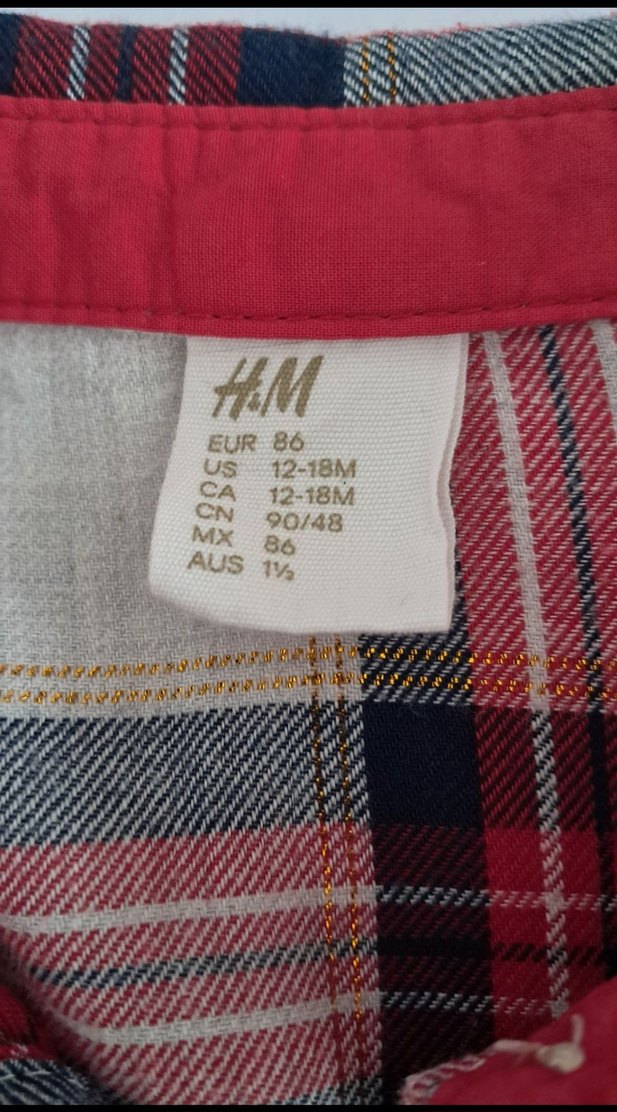 H&M
EUR 86
US 12-18M
CA 12-18M
CN 90/48
MX 86
AUS 1½